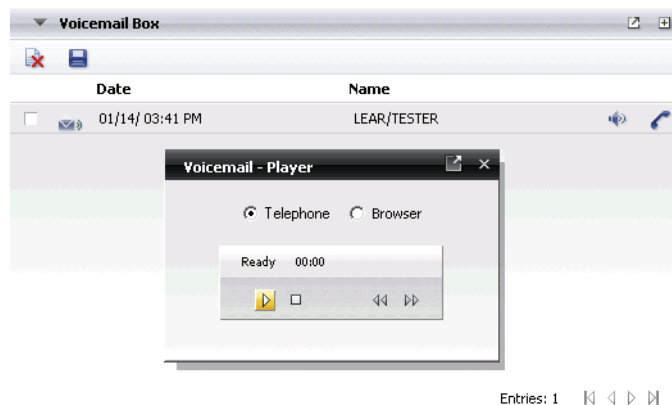 Voicemail Box
Date Name
01/14/ 03:41 PM LEAR/TESTER
Voicemail - Player
Telephone Browser
Ready 00:00
Entries: 1